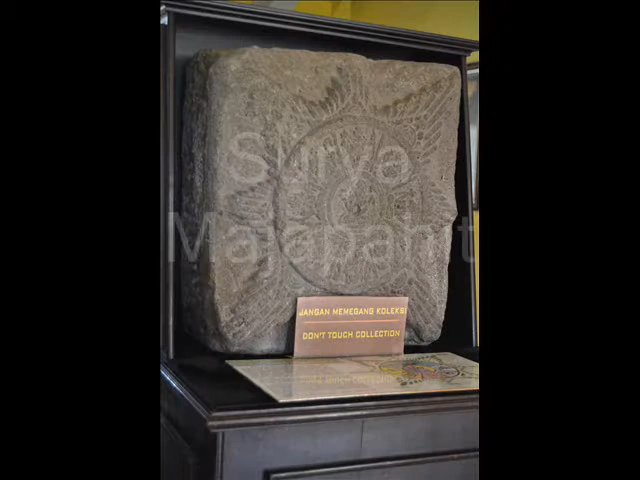 Surya
Majapahit
JANGAN MEMEGANG KOLEKSI
DON'T TOUCH COLLECTION